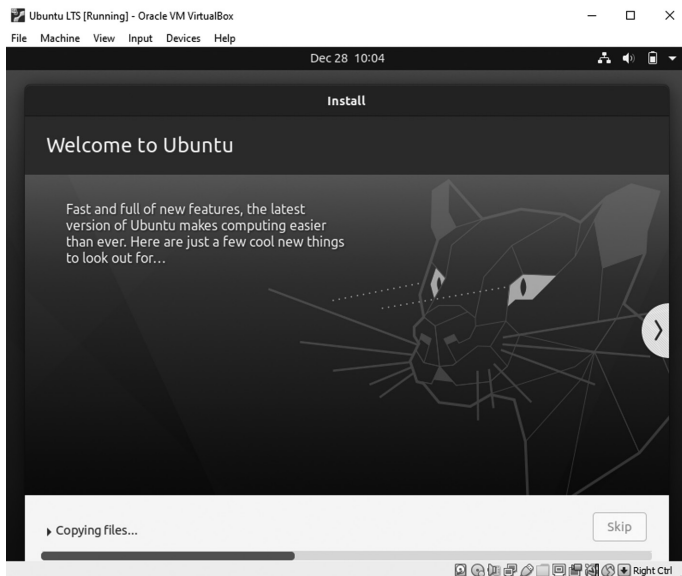 Ubuntu LTS [Running] - Oracle VM VirtualBox
File Machine View Input Devices Help
Dec 28 10:04
Install
Welcome to Ubuntu
Fast and full of new features, the latest
version of Ubuntu makes computing easier
than ever. Here are just a few cool new things
to look out for...
Copying files...
Skip
Right Ctrl